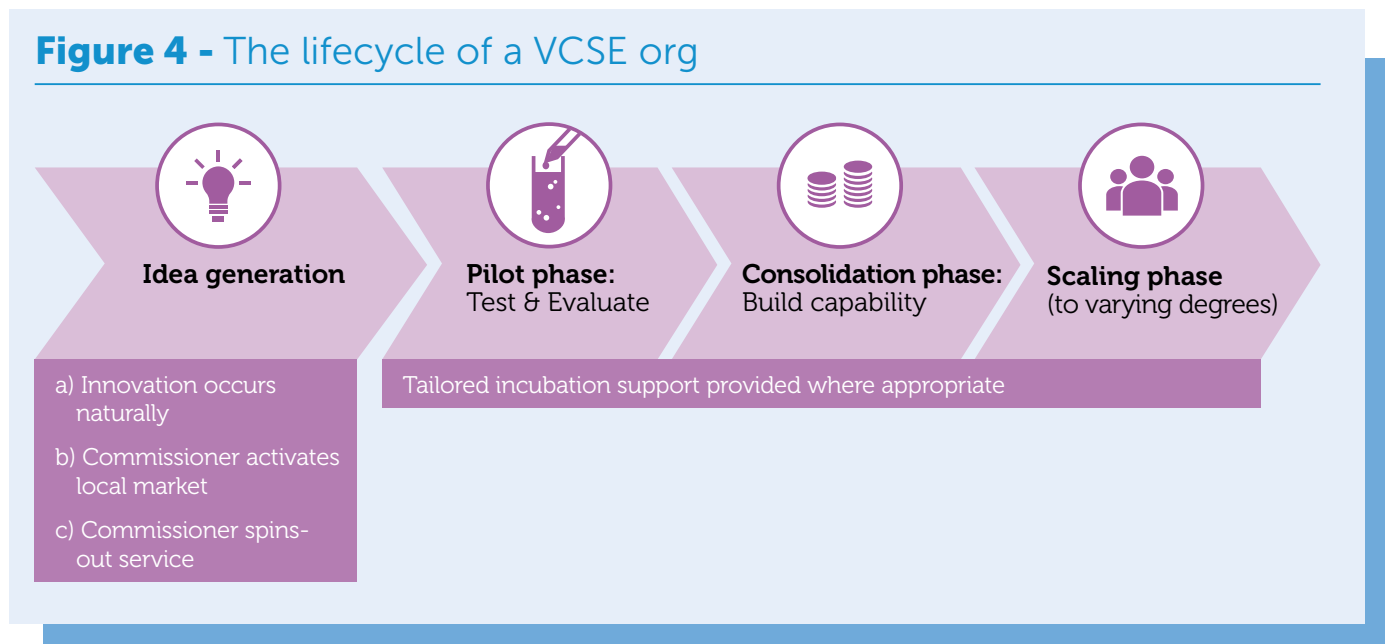 Figure 4 - The lifecycle of a VCSE org
Idea generation
Pilot phase:
Test & Evaluate
Consolidation phase:
Build capability
Scaling phase
(to varying degrees)
a) Innovation occurs
naturally
b) Commissioner activates
local market
c) Commissioner spins-
out service
Tailored incubation support provided where appropriate